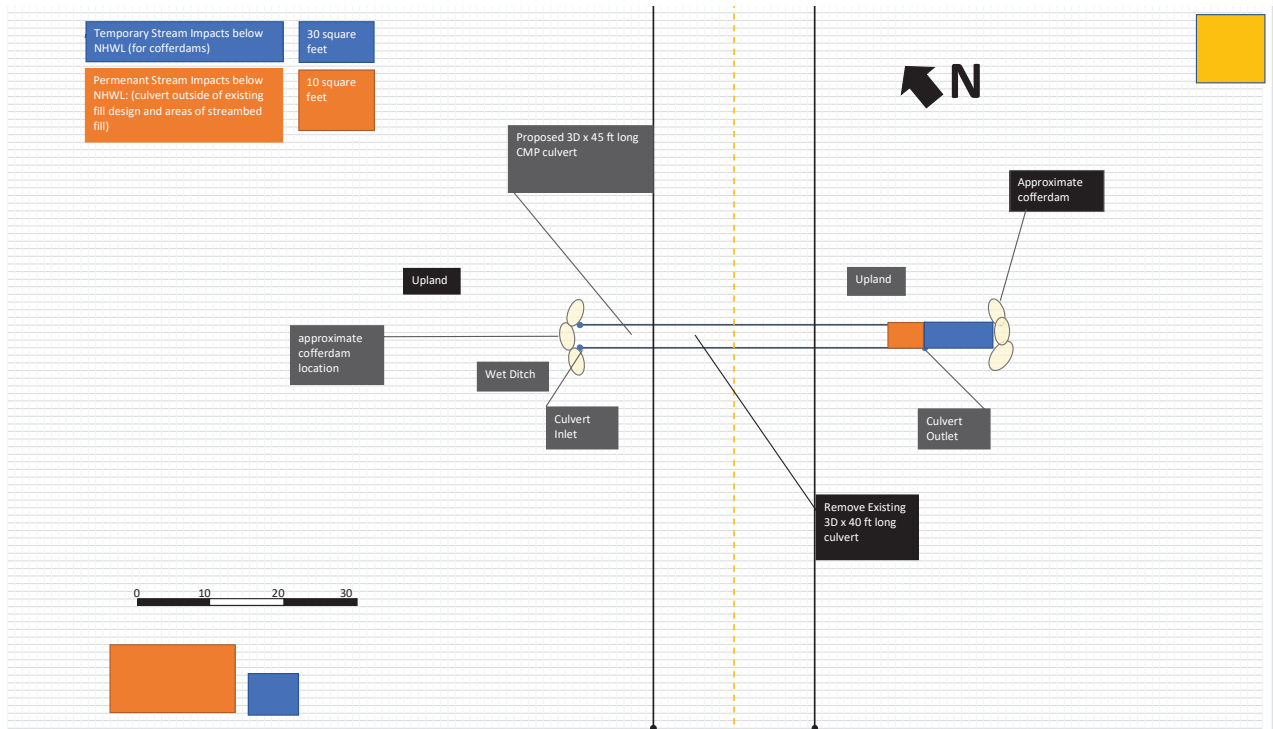 Temporary Stream Impacts below
NHWL (for cofferdams)
30 square
feet
Permenant Stream Impacts below
NHWL: (culvert outside of existing
fill design and areas of streambed
fill)
10 square
feet
N
Proposed 3D x 45 ft long
CMP culvert
Approximate
cofferdam
Upland
Upland
approximate
cofferdam
location
Wet Ditch
Culvert
Inlet
Culvert
Outlet
Remove Existing
3D x 40 ft long
culvert
0 10 20 30